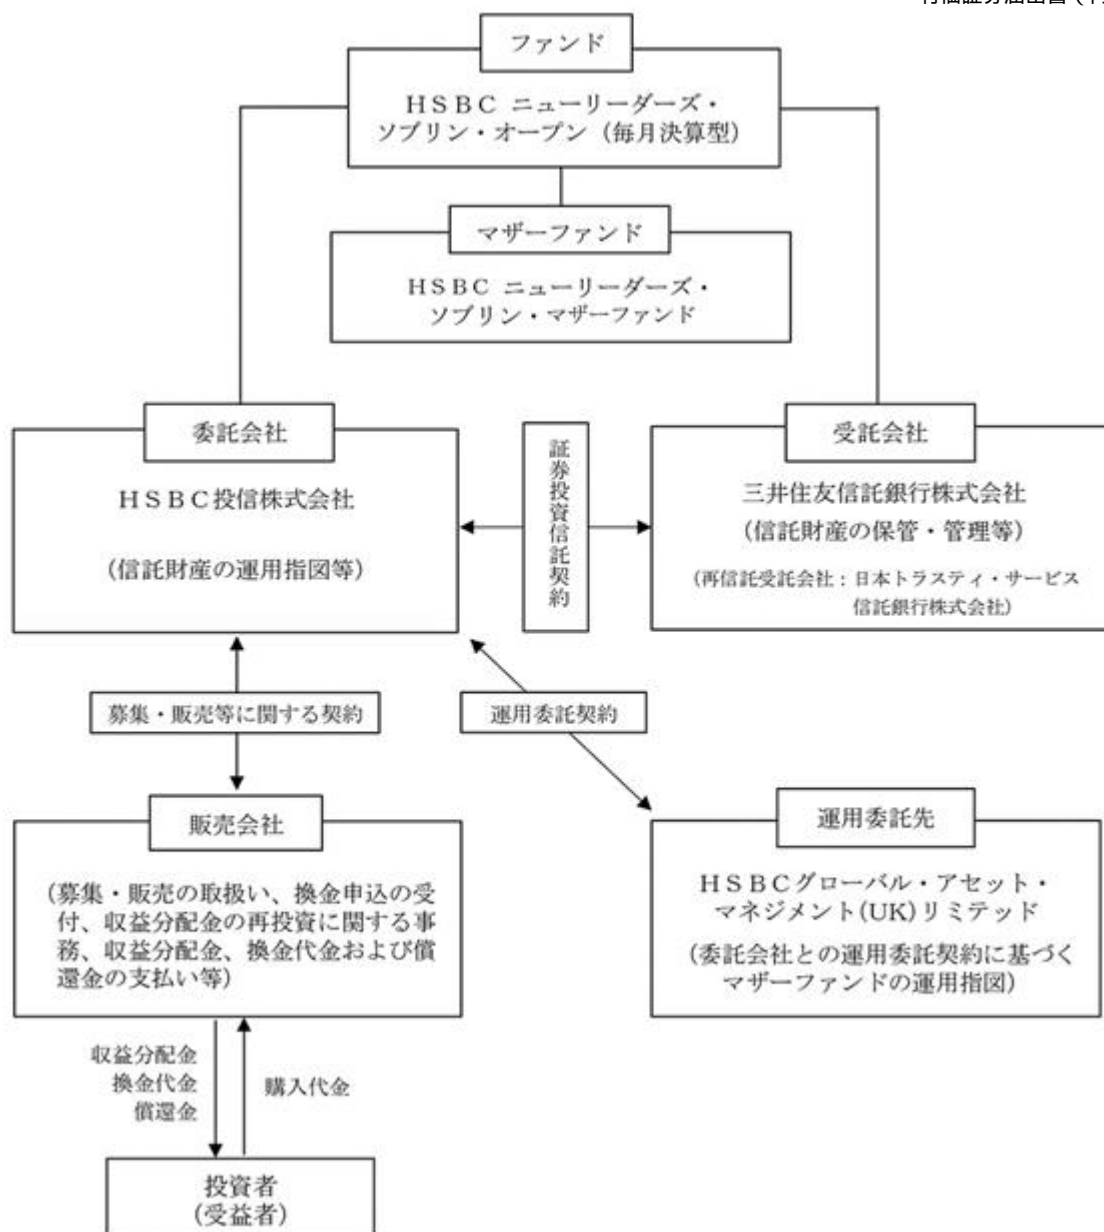 ファンド
HSBC ニューリーダーズ・
ソブリン・オープン（毎月決算型）
マザーファンド
HSBC ニューリーダーズ・
ソブリン・マザーファンド
委託会社
HSBC投信株式会社
（信託財産の運用指図等）
証券投資信託契約
受託会社
三井住友信託銀行株式会社
（信託財産の保管・管理等）
（再信託受託会社：日本トラスティ・サービス
信託銀行株式会社）
募集・販売等に関する契約
運用委託契約
販売会社
（募集・販売の取扱い、換金申込の受
付、収益分配金の再投資に関する事
務、収益分配金、換金代金および償
還金の支払い等）
運用委託先
HSBCグローバル・アセット・
マネジメント(UK)リミテッド
（委託会社との運用委託契約に基づく
マザーファンドの運用指図）
収益分配金
換金代金
償還金
購入代金
投資者
（受益者）